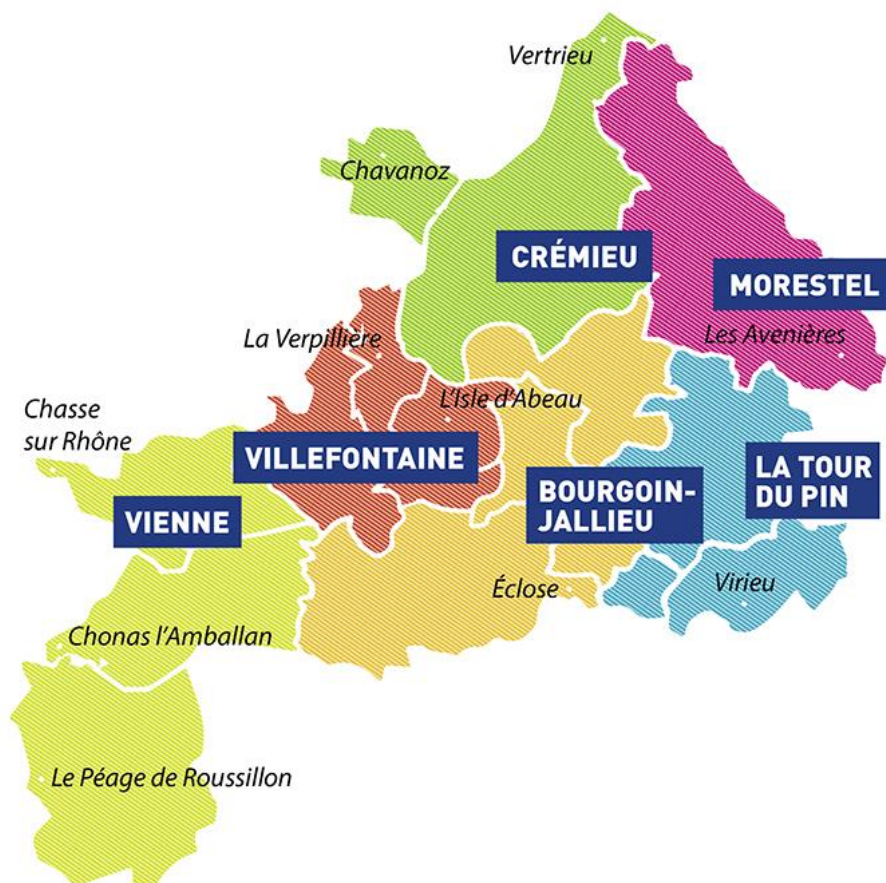 Vertrieu
Chavanoz
CRÉMIEU
MORESTEL
La Verpillière
Les Avenières
L'Isle d'Abeau
Chasse
sur Rhône
VILLEFONTAINE
LA TOUR
DU PIN
BOURGOIN-
JALLIEU
VIENNE
Éclose
Virieu
Chonas l'Amballan
Le Péage de Roussillon